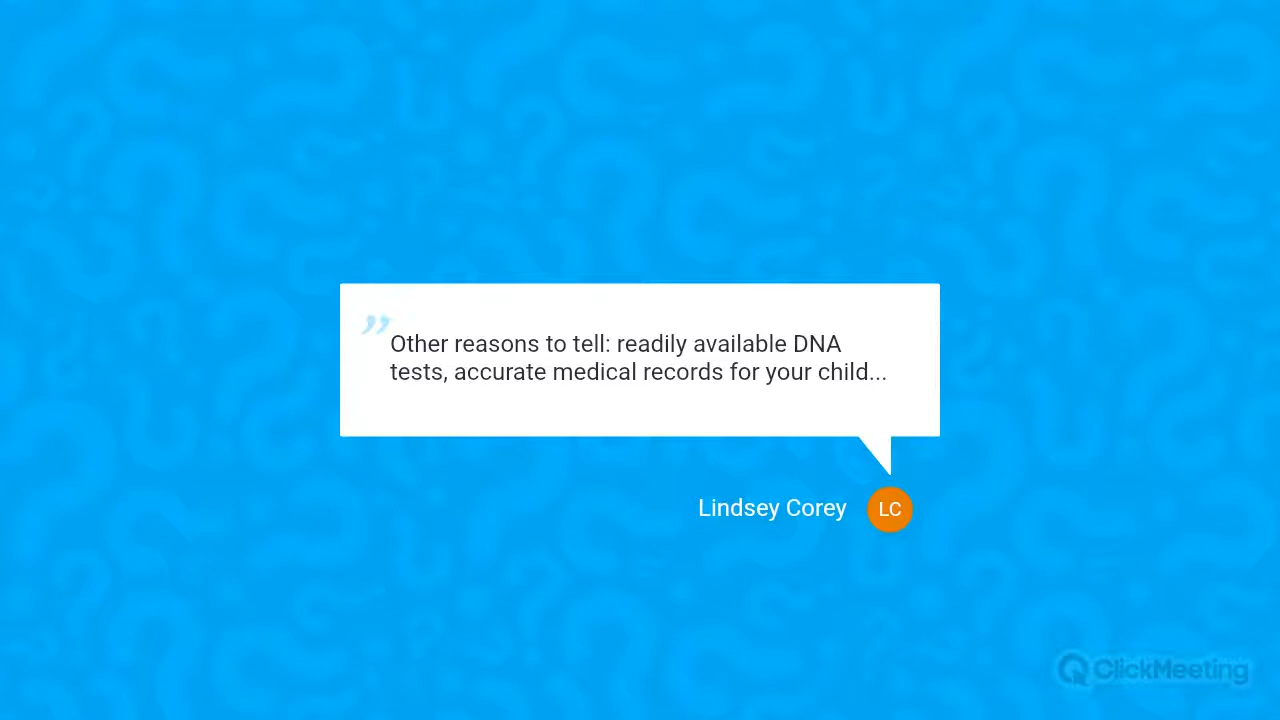 ”
Other reasons to tell: readily available DNA
tests, accurate medical records for your child...
Lindsey Corey
LC
ClickMeeting